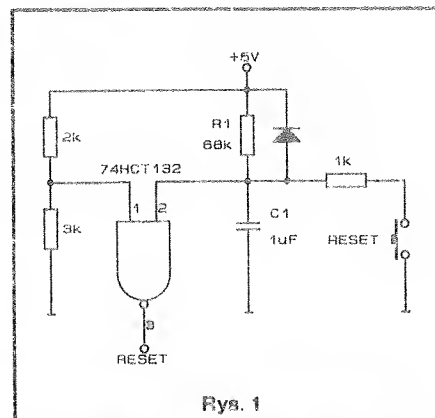 +5V
2k
R1
68k
74HCT132
1k
1
2
3k
C1
1uF
RESET
3
RESET
Rys. 1